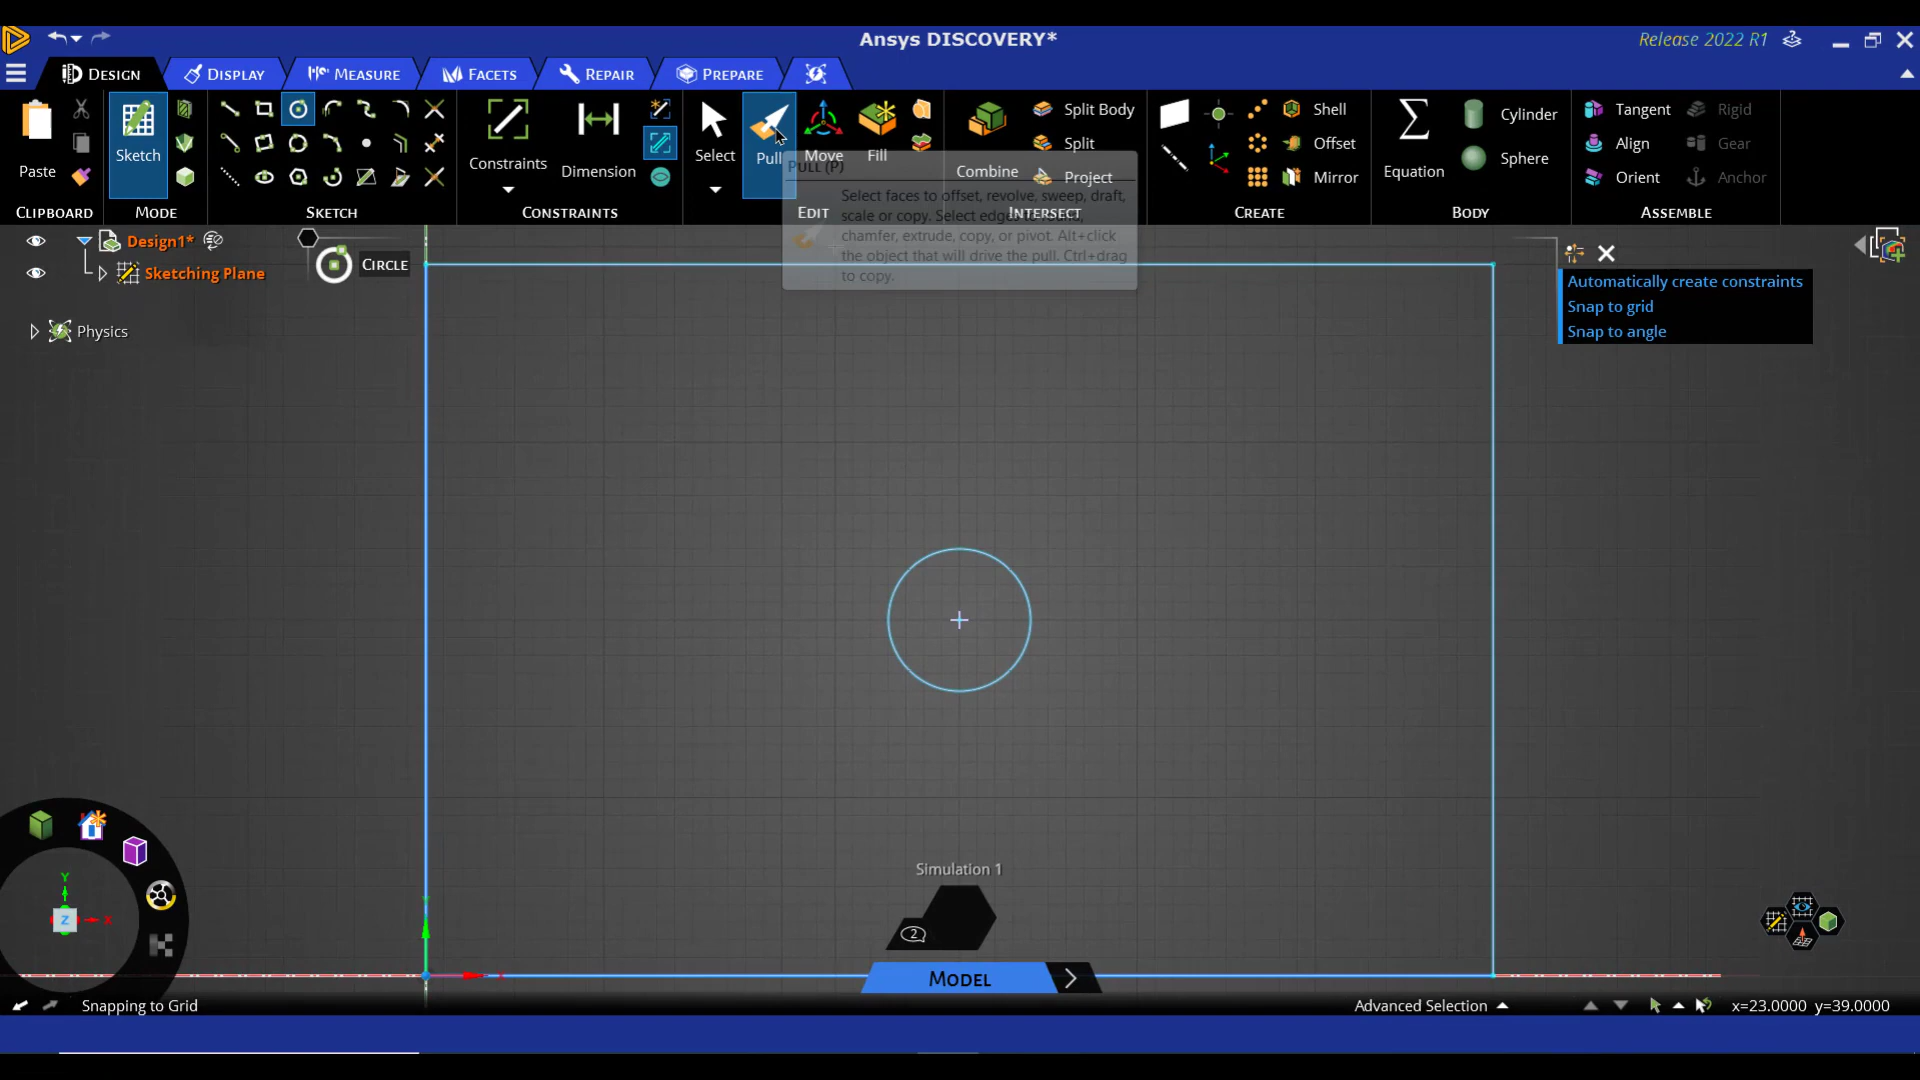 Ansys DISCOVERY*
Release 2022 R1
DESIGN
DISPLAY
MEASURE
FACETS
REPAIR
PREPARE
Paste
CLIPBOARD
Sketch
MODE
SKETCH
Constraints
Dimension
CONSTRAINTS
Select
Pull
Move
Fill
EDIT
Combine
Split Body
Split
Project
INTERSECT
Shell
Offset
Mirror
CREATE
Equation
Cylinder
Sphere
BODY
Tangent
Align
Orient
Rigid
Gear
Anchor
ASSEMBLE
PULL (P)
Select faces to offset, revolve, sweep, draft,
scale or copy. Select edges to round,
chamfer, extrude, copy, or pivot. Alt+click
the object that will drive the pull. Ctrl+drag
to copy.
Design1*
Sketching Plane
Physics
CIRCLE
Automatically create constraints
Snap to grid
Snap to angle
Y
Z
X
X
Simulation 1
2
MODEL
Snapping to Grid
Advanced Selection
x=23.0000 y=39.0000